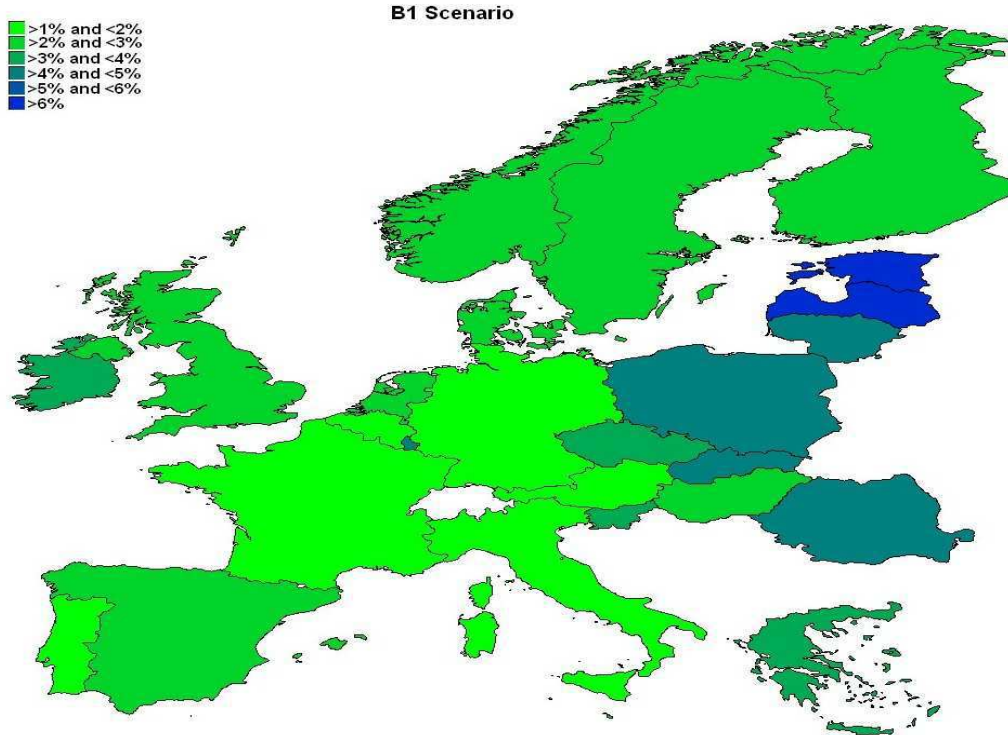 B1 Scenario
>1% and <2%
>2% and <3%
>3% and <4%
>4% and <5%
>5% and <6%
>6%